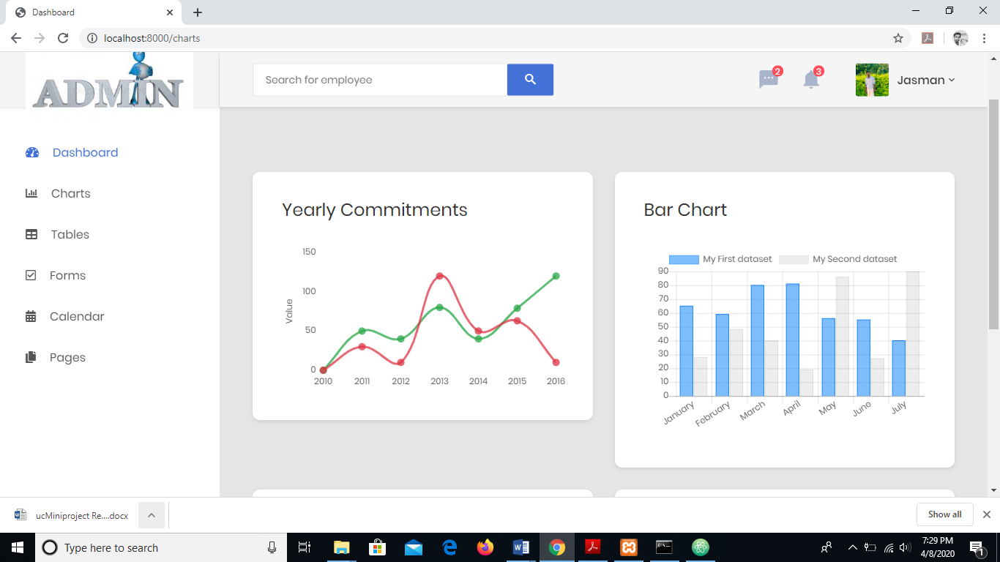 Dashboard
localhost:8000/charts
ADMIN
Search for employee
2
3
Jasman
Dashboard
Charts
Tables
Forms
Calendar
Pages
Yearly Commitments
150
100
50
0
Value
2010 2011 2012 2013 2014 2015 2016
Bar Chart
My First dataset My Second dataset
90
80
70
60
50
40
30
20
10
0
January February March April May June July
ucMiniproject Re....docx
Show all
Type here to search
7:29 PM
4/8/2020
1